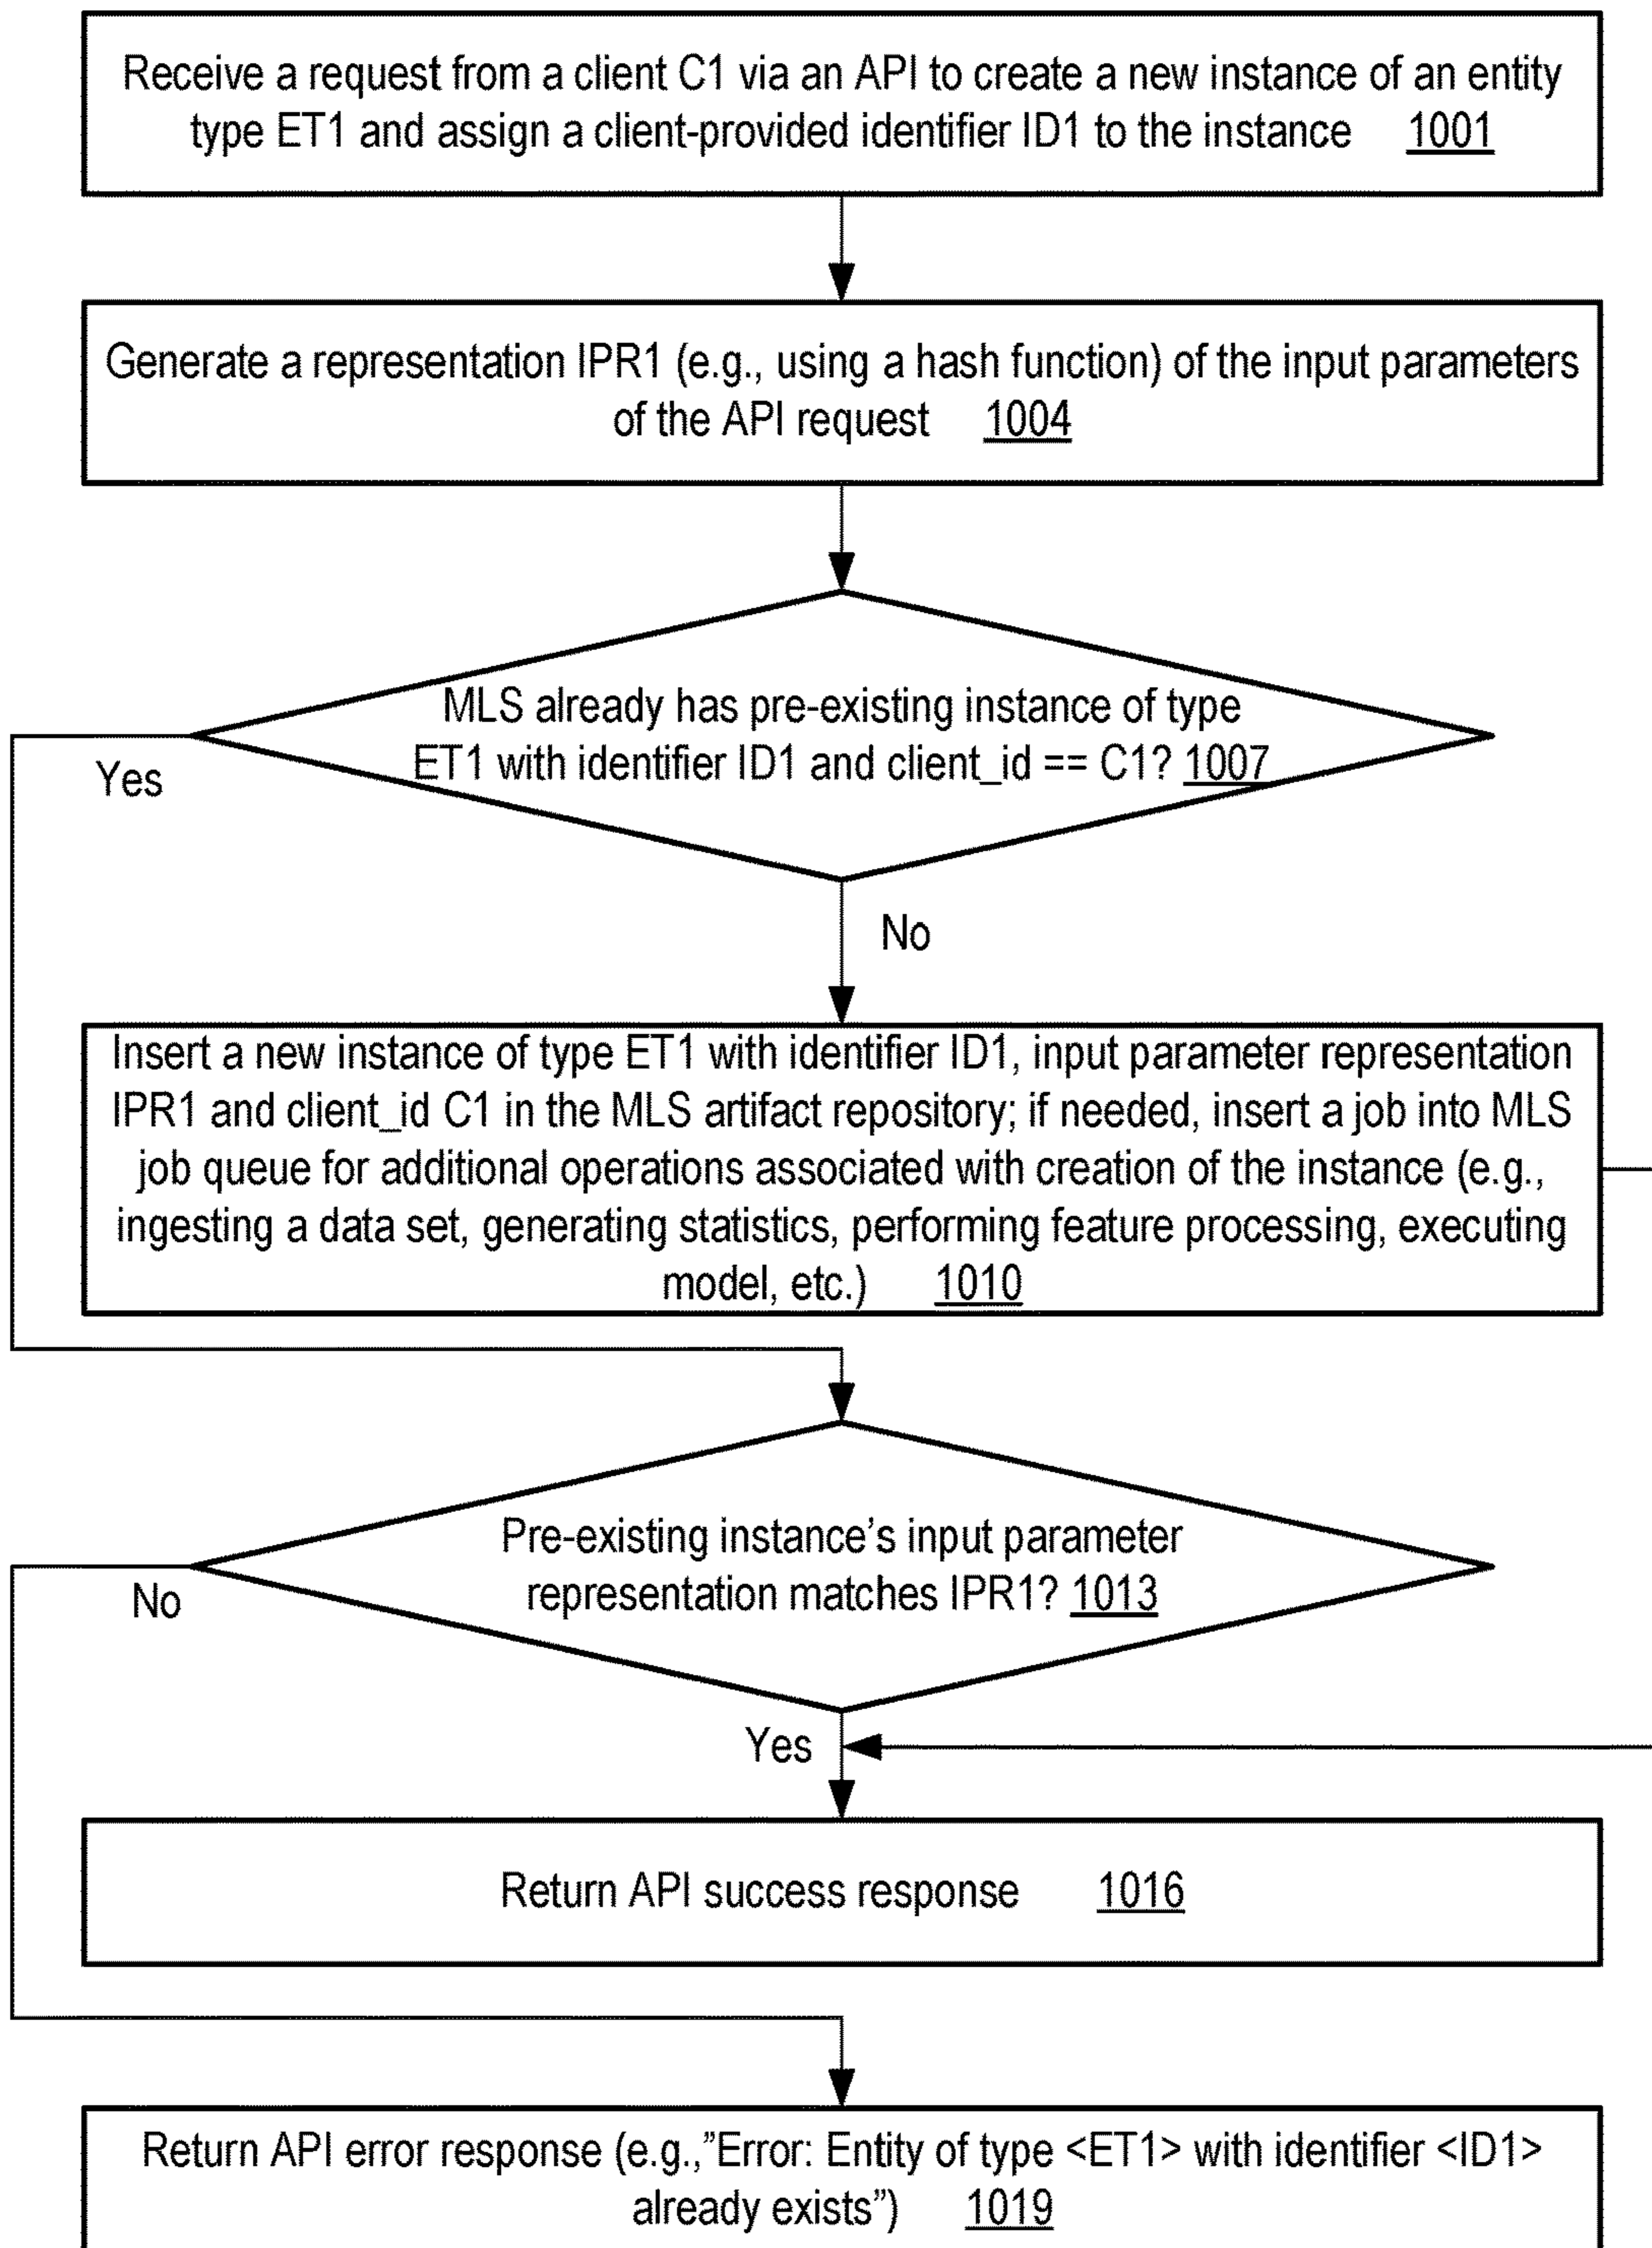 Receive a request from a client C1 via an API to create a new instance of an entity
type ET1 and assign a client-provided identifier ID1 to the instance 1001
Generate a representation IPR1 (e.g., using a hash function) of the input parameters
of the API request 1004
MLS already has pre-existing instance of type
ET1 with identifier ID1 and client_id == C1? 1007
Yes
No
Insert a new instance of type ET1 with identifier ID1, input parameter representation
IPR1 and client_id C1 in the MLS artifact repository; if needed, insert a job into MLS
job queue for additional operations associated with creation of the instance (e.g.,
ingesting a data set, generating statistics, performing feature processing, executing
model, etc.) 1010
Pre-existing instance’s input parameter
representation matches IPR1? 1013
No
Yes
Return API success response 1016
Return API error response (e.g.,”Error: Entity of type <ET1> with identifier <ID1>
already exists”) 1019